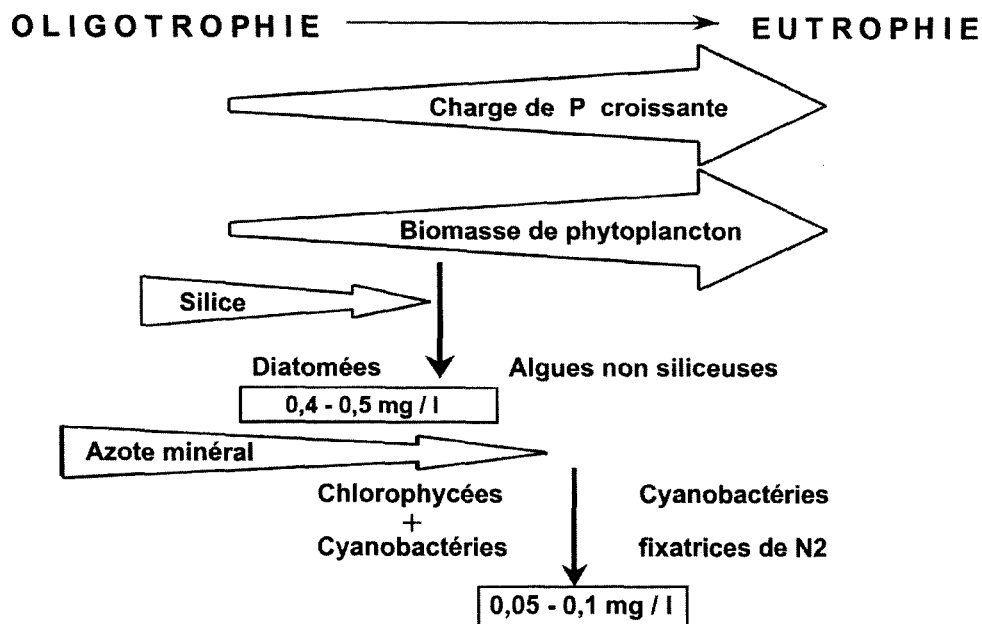 OLIGOTROPHIE EUTROPHIE
Charge de P croissante
Biomasse de phytoplancton
Silice
Diatomées Algues non siliceuses
0,4 - 0,5 mg / l
Azote minéral
Chlorophycées Cyanobactéries
+
Cyanobactéries fixatrices de N2
0,05 - 0,1 mg / l